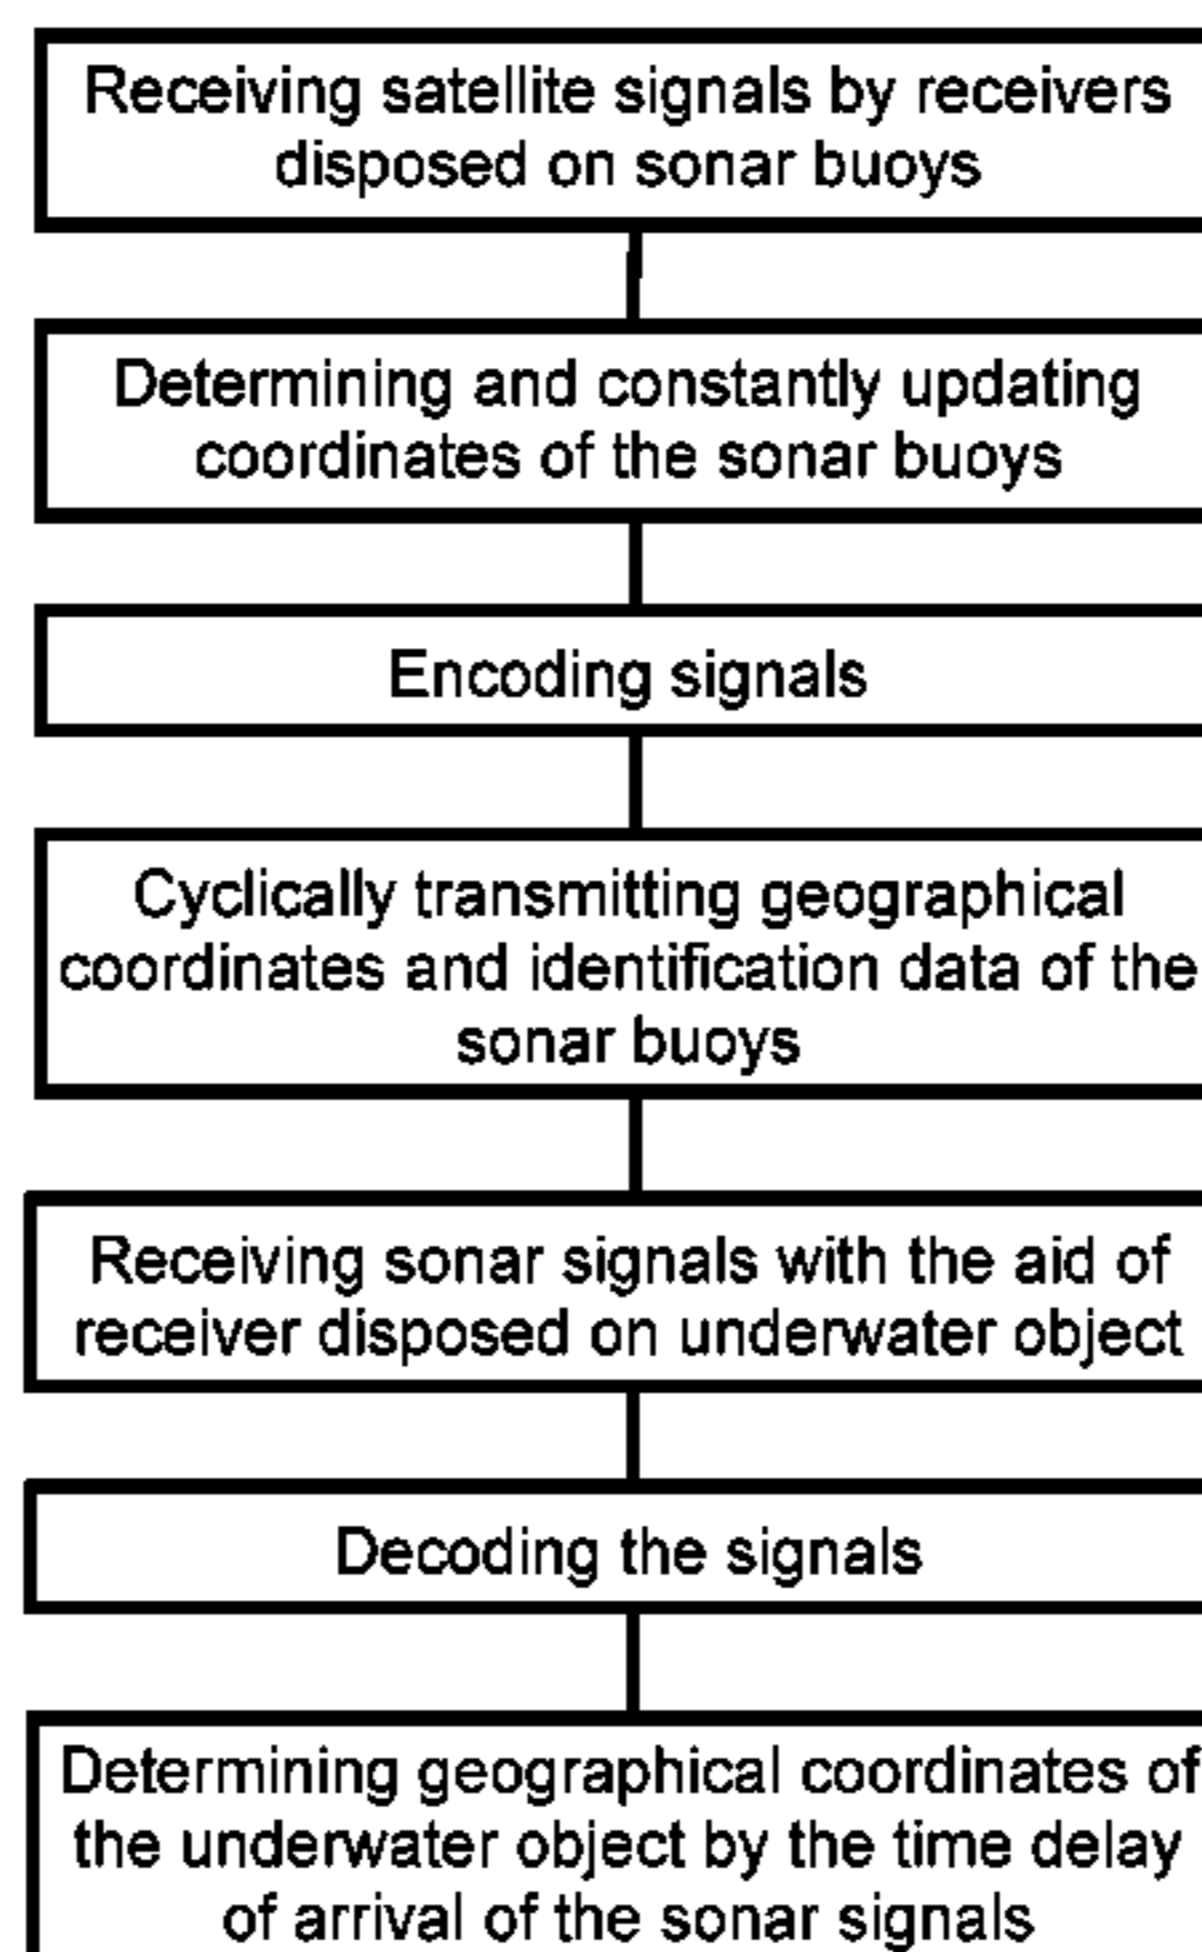 Receiving satellite signals by receivers
disposed on sonar buoys
Determining and constantly updating
coordinates of the sonar buoys
Encoding signals
Cyclically transmitting geographical
coordinates and identification data of the
sonar buoys
Receiving sonar signals with the aid of
receiver disposed on underwater object
Decoding the signals
Determining geographical coordinates of
the underwater object by the time delay
of arrival of the sonar signals